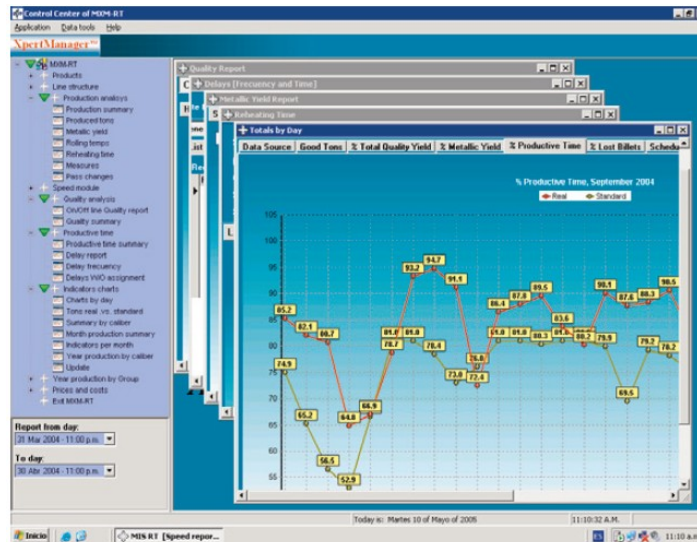 Control Center of MXM-RT
Application Data tools Help
XpertManager
MXM-RT
Products
Line structure
Production analisys
Production summary
Produced tons
Metallic yield
Rolling temps
Reheating time
Measures
Pass changes
Speed module
Quality analysis
On/Off line Quality report
Quality summary
Productive time
Productive time summary
Delay report
Delay trecuency
Delays W/O assignment
Indicators charts
Charts by day
Tons real .vs. standard
Summary by caliber
Month production summary
Indicators per month
Year production by caliber
Update
Year production by Group
Prices and costs
Exit MXM-RT
Report from day:
31 Mar 2004 - 11:00 p.m.
To day:
30 Abr 2004 - 11:00 p.m.
Quality Report
Delays [Frecuency and Time]
Metallic Yield Report
Reheating Time
Totals by Day
Data Source Good Tons % Total Quality Yield % Metallic Yield % Productive Time % Lost Billets Schedu
% Productive Time, September 2004
Real Standard
105
100
95
90
85
80
75
70
65
60
55
85.2 82.1 80.7 64.8 66.9 78.7 93.2 94.7 91.1 72.4 86.4 87.8 89.5 83.6 80.2 90.1 87.6 88.3 90.5
74.9 65.2 56.5 52.9 81.0 81.0 78.4 73.0 76.0 81.0 81.0 80.3 79.9 69.5 79.2 78.2
Today is: Martes 10 of Mayo of 2005 11:10:32 A.M.
Inicio MIS RT [Speed repor... ES 11:10 a.m